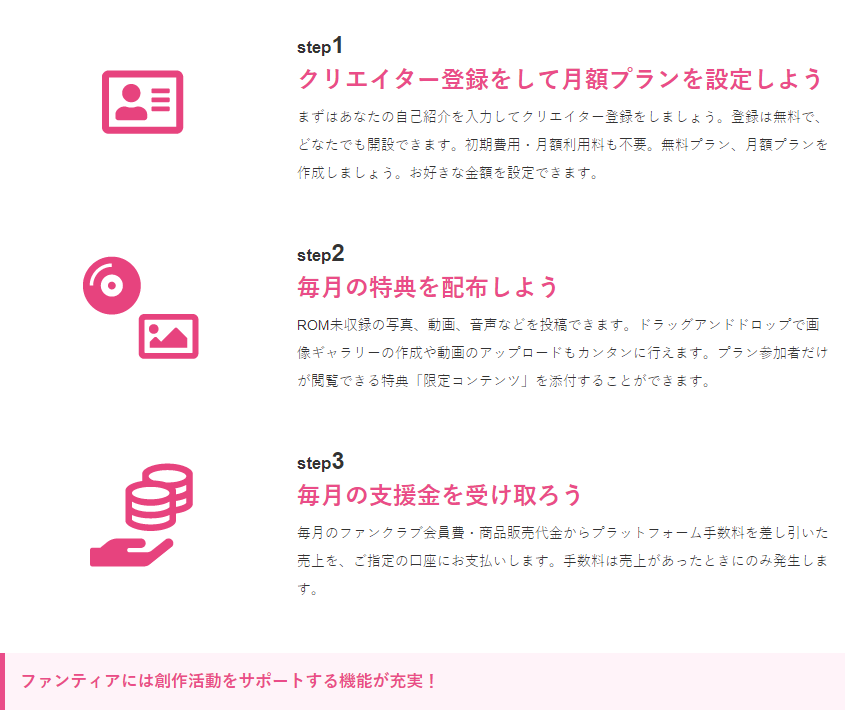 step1
クリエイター登録をして月額プランを設定しよう
まずはあなたの自己紹介を入力してクリエイター登録をしましょう。登録は無料で、
どなたでも開設できます。初期費用・月額利用料も不要。無料プラン、月額プランを
作成しましょう。お好きな金額を設定できます。
step2
毎月の特典を配布しよう
ROM未収録の写真、動画、音声などを投稿できます。ドラッグアンドドロップで画
像ギャラリーの作成や動画のアップロードもカンタンに行えます。プラン参加者だけ
が閲覧できる特典「限定コンテンツ」を添付することができます。
step3
毎月の支援金を受け取ろう
毎月のファンクラブ会員費・商品販売代金からプラットフォーム手数料を差し引いた
売上を、ご指定の口座にお支払いします。手数料は売上があったときにのみ発生しま
す。
ファンティアには創作活動をサポートする機能が充実！